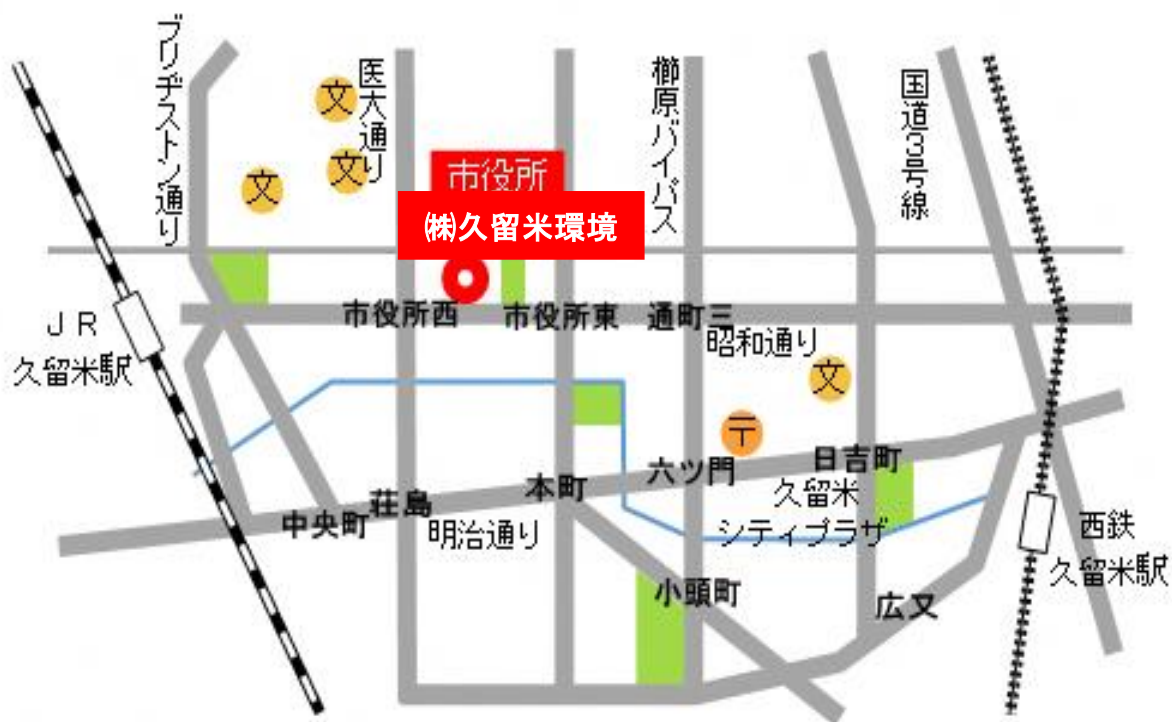 ブリヂストン通り
医大通り
櫛原バイパス
国道3号線
文
文
文
市役所
㈱久留米環境
市役所西
市役所東
通町三
昭和通り
JR
久留米駅
文
〒
日吉町
六ツ門
本町
荘島
中央町
明治通り
久留米
シティプラザ
西鉄
久留米駅
小頭町
広又